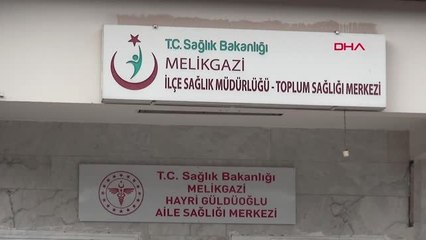 DHA
T.C. Sağlık Bakanlığı
MELİKGAZİ
İLÇE SAĞLIK MÜDÜRLÜĞÜ - TOPLUM SAĞLIĞI MERKEZİ
T.C. Sağlık Bakanlığı
MELİKGAZİ
HAYRİ GÜLDÜOĞLU
AİLE SAĞLIĞI MERKEZİ